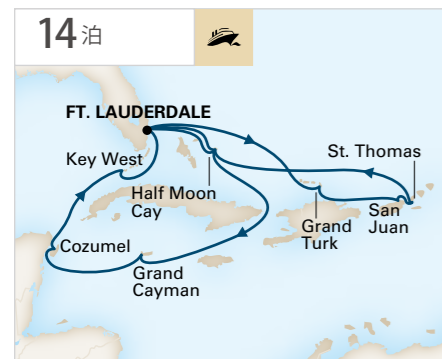 14泊
FT. LAUDERDALE
Key West
St. Thomas
Half Moon
Cay
San
Juan
Grand
Turk
Cozumel
Grand
Cayman